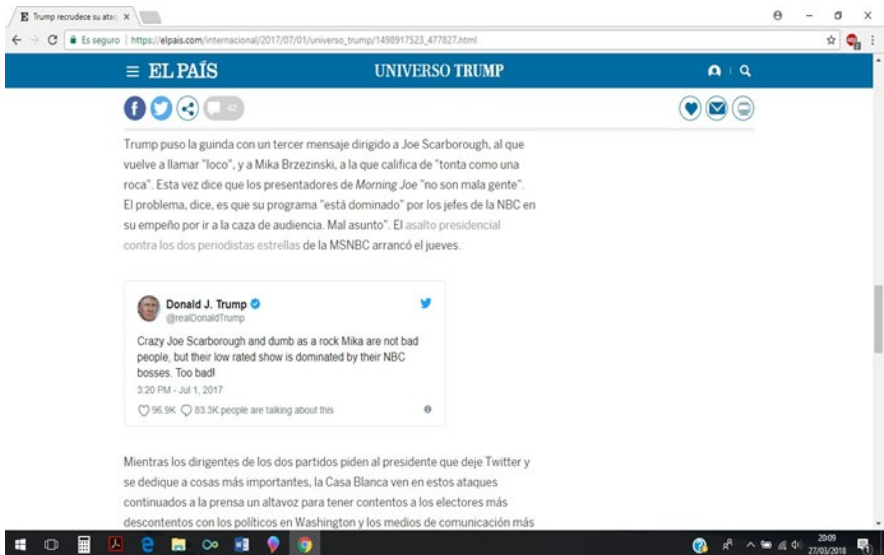 E Trump recrudece su atac
Es seguro | https://elpais.com/internacional/2017/07/01/universo_trump/1498917523_477827.html
EL PAÍS
UNIVERSO TRUMP
42
Trump puso la guinda con un tercer mensaje dirigido a Joe Scarborough, al que
vuelve a llamar "loco", y a Mika Brzezinski, a la que califica de "tonta como una
roca". Esta vez dice que los presentadores de Morning Joe "no son mala gente".
El problema, dice, es que su programa "está dominado" por los jefes de la NBC en
su empeño por ir a la caza de audiencia. Mal asunto". El asalto presidencial
contra los dos periodistas estrellas de la MSNBC arrancó el jueves.
Donald J. Trump
@realDonaldTrump
Crazy Joe Scarborough and dumb as a rock Mika are not bad
people, but their low rated show is dominated by their NBC
bosses. Too bad!
3:20 PM - Jul 1, 2017
96.9K 83.3K people are talking about this
Mientras los dirigentes de los dos partidos piden al presidente que deje Twitter y
se dedique a cosas más importantes, la Casa Blanca ven en estos ataques
continuados a la prensa un altavoz para tener contentos a los electores más
descontentos con los políticos en Washington y los medios de comunicación más
20:09
27/03/2018